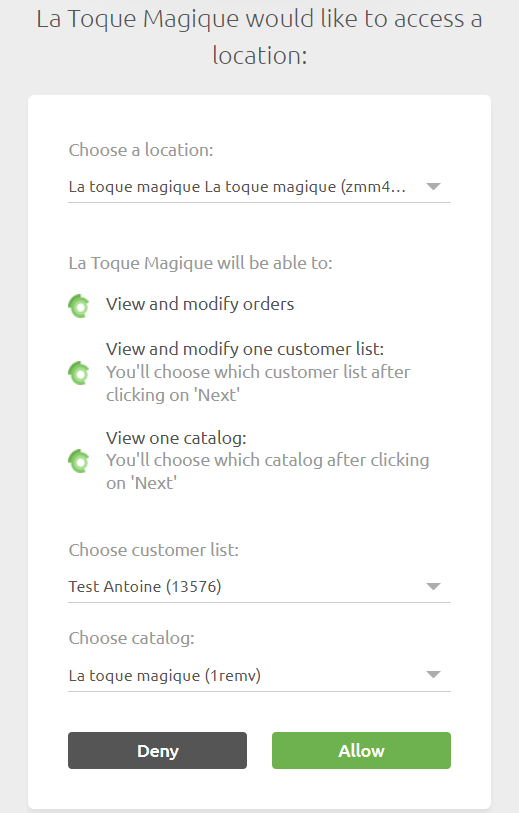 La Toque Magique would like to access a
location:
Choose a location:
La toque magique La toque magique (zmm4...
La Toque Magique will be able to:
View and modify orders
View and modify one customer list:
You'll choose which customer list after
clicking on 'Next'
View one catalog:
You'll choose which catalog after clicking
on 'Next'
Choose customer list:
Test Antoine (13576)
Choose catalog:
La toque magique (1remv)
Deny
Allow